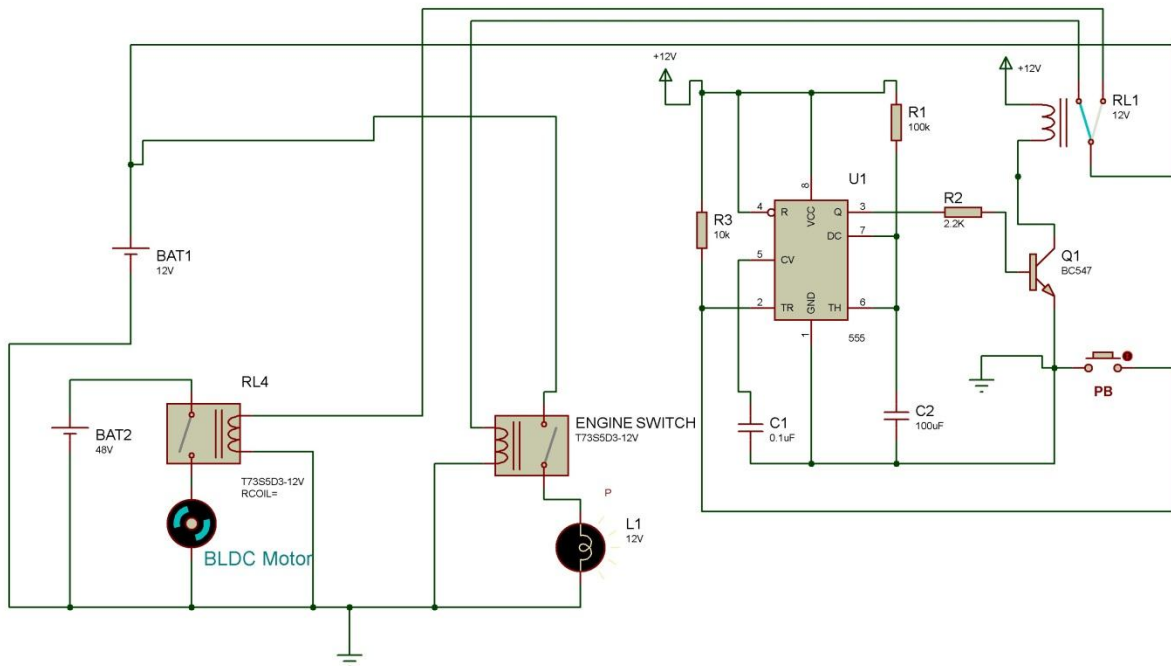 +12V
+12V
RL1
12V
R1
100k
U1
R3
10k
R2
2.2K
4
R
8
VCC
Q
3
DC
7
5
CV
2
TR
GND
1
TH
6
555
Q1
BC547
BAT1
12V
RL4
BAT2
48V
T73S5D3-12V
RCOIL=
BLDC Motor
ENGINE SWITCH
T73S5D3-12V
P
L1
12V
C1
0.1uF
C2
100uF
PB